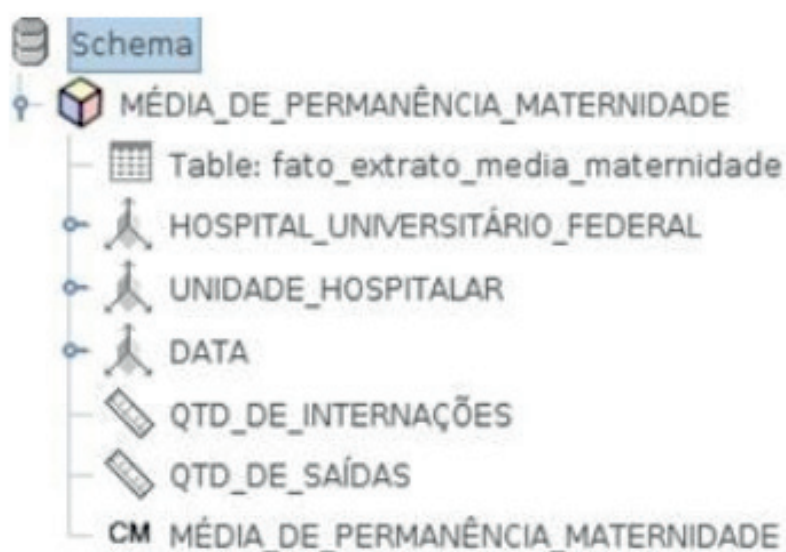 Schema
MÉDIA_DE_PERMANÊNCIA_MATERNIDADE
Table: fato_extrato_media_maternidade
HOSPITAL_UNIVERSITÁRIO_FEDERAL
UNIDADE_HOSPITALAR
DATA
QTD_DE_INTERNAÇÕES
QTD_DE_SAÍDAS
CM MÉDIA_DE_PERMANÊNCIA_MATERNIDADE